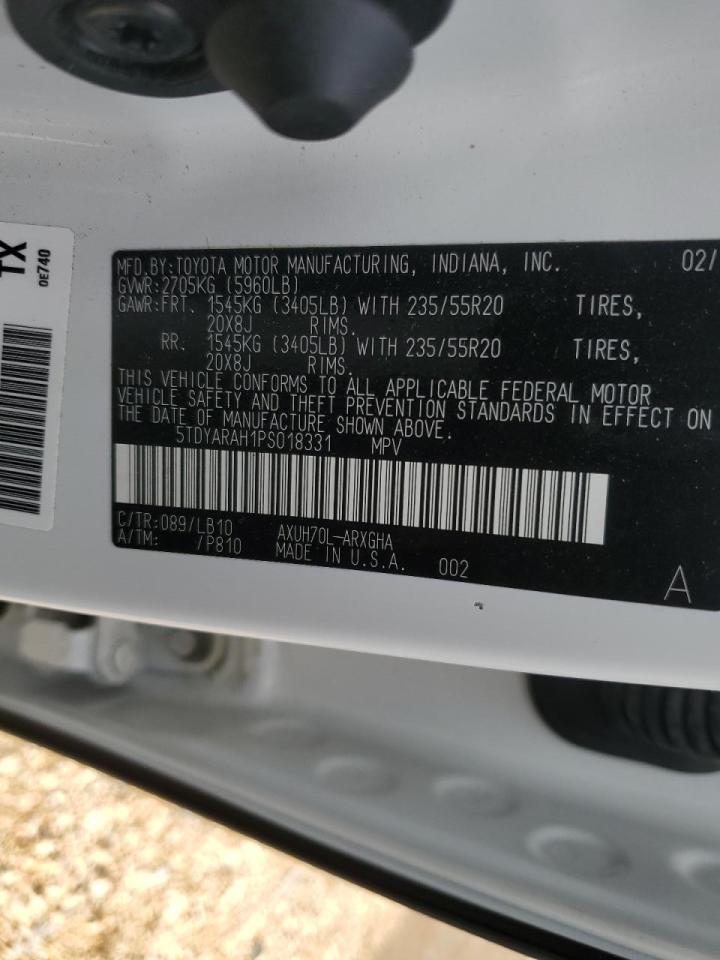 TX
0E740
MFD.BY:TOYOTA MOTOR MANUFACTURING, INDIANA, INC. 02/
GVWR:2705KG (5960LB)
GAWR:FRT. 1545KG (3405LB) WITH 235/55R20 TIRES,
20X8J RIMS.
RR. 1545KG (3405LB) WITH 235/55R20 TIRES,
20X8J RIMS.
THIS VEHICLE CONFORMS TO ALL APPLICABLE FEDERAL MOTOR
VEHICLE SAFETY AND THEFT PREVENTION STANDARDS IN EFFECT ON
THE DATE OF MANUFACTURE SHOWN ABOVE.
5TDYARAH1PS018331 MPV
C/TR:089/LB10 AXUH70L-ARXGHA
A/TM: /P810 MADE IN U.S.A. 002
A